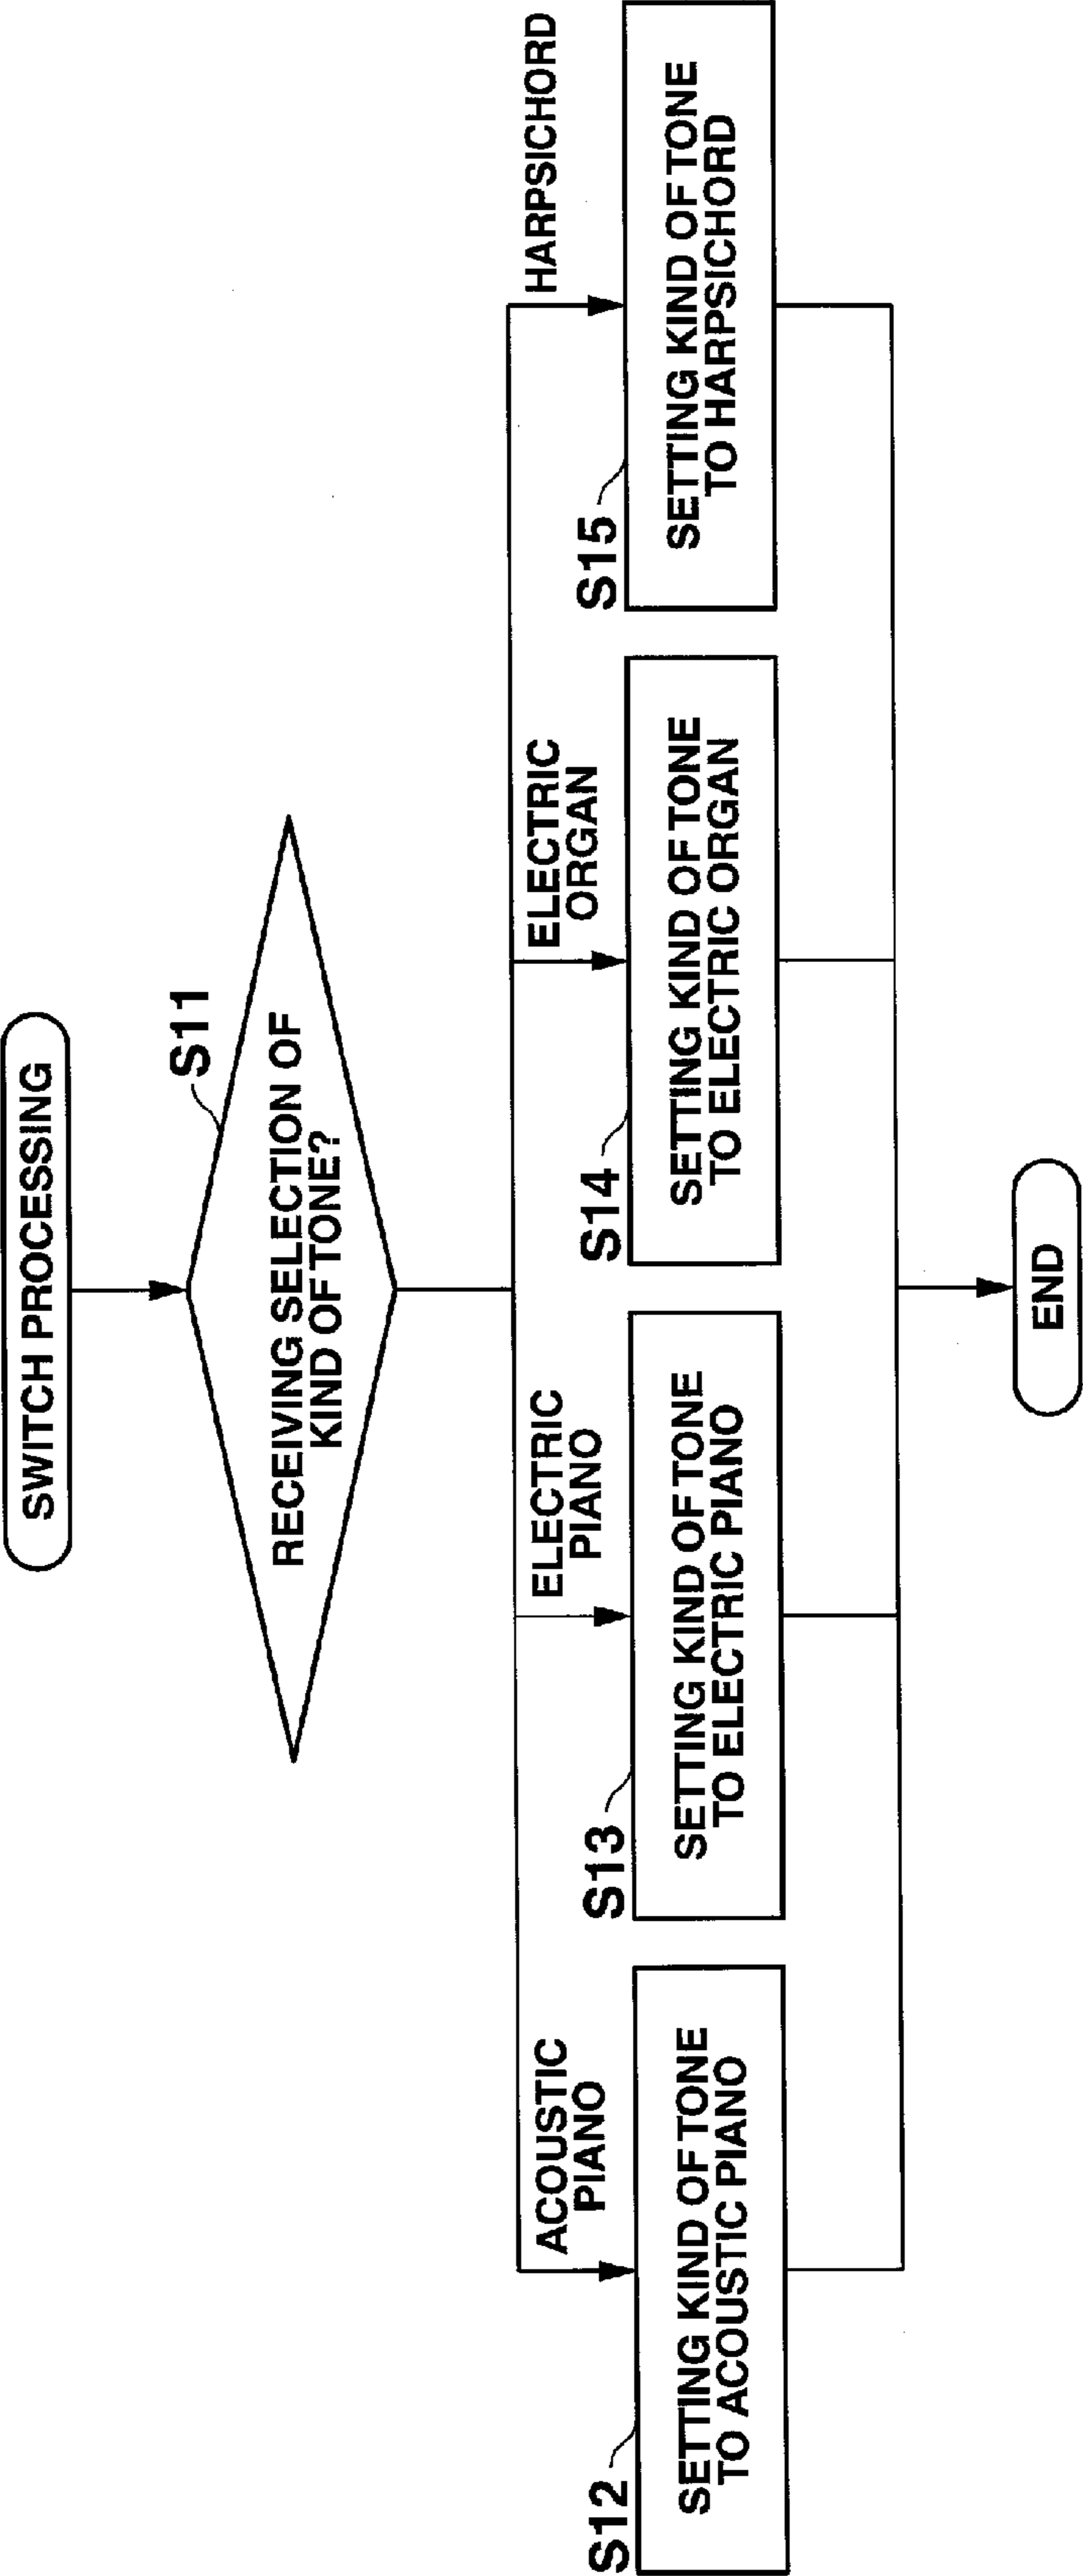 SWITCH PROCESSING
S11
RECEIVING SELECTION OF
KIND OF TONE?
ACOUSTIC
PIANO
ELECTRIC
PIANO
ELECTRIC
ORGAN
HARPSICHORD
S12
SETTING KIND OF TONE
TO ACOUSTIC PIANO
S13
SETTING KIND OF TONE
TO ELECTRIC PIANO
S14
SETTING KIND OF TONE
TO ELECTRIC ORGAN
S15
SETTING KIND OF TONE
TO HARPSICHORD
END